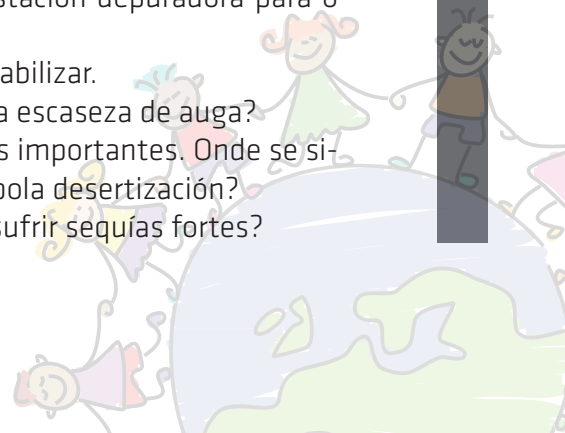 stación depuradora para o
abilizar.
a escaseza de auga?
s importantes. Onde se si-
pola desertización?
sufrir sequías fortes?